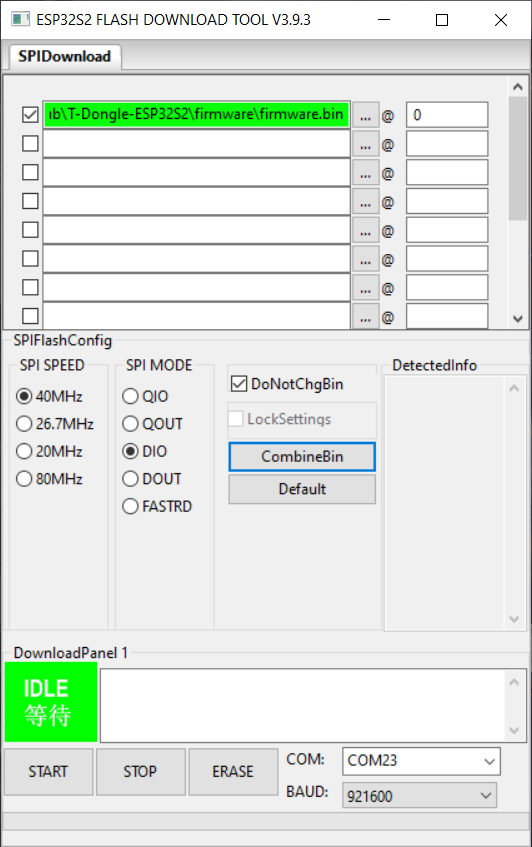 ESP32S2 FLASH DOWNLOAD TOOL V3.9.3
SPIDownload
ıb\T-Dongle-ESP32S2\firmware\firmware.bin ... @ 0
... @
... @
... @
... @
... @
... @
... @
SPIFlashConfig
SPI SPEED
40MHz
26.7MHz
20MHz
80MHz
SPI MODE
QIO
QOUT
DIO
DOUT
FASTRD
DoNotChgBin
LockSettings
CombineBin
Default
DetectedInfo
DownloadPanel 1
IDLE
等待
START STOP ERASE
COM: COM23
BAUD: 921600